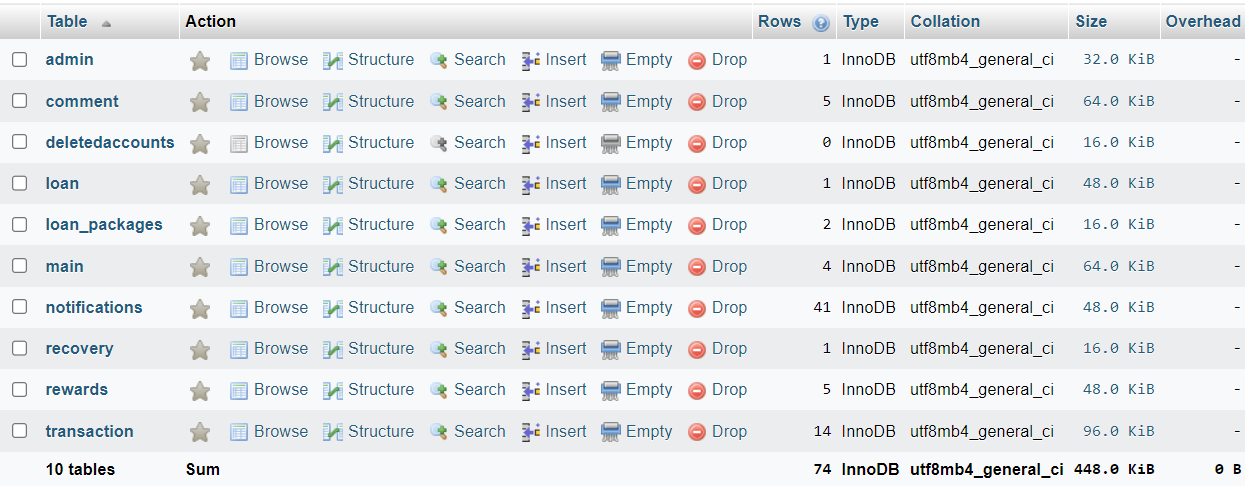 Table Action Rows Type Collation Size Overhead
admin Browse Structure Search Insert Empty Drop 1 InnoDB utf8mb4_general_ci 32.0 KiB -
comment Browse Structure Search Insert Empty Drop 5 InnoDB utf8mb4_general_ci 64.0 KiB -
deletedaccounts Browse Structure Search Insert Empty Drop 0 InnoDB utf8mb4_general_ci 16.0 KiB -
loan Browse Structure Search Insert Empty Drop 1 InnoDB utf8mb4_general_ci 48.0 KiB -
loan_packages Browse Structure Search Insert Empty Drop 2 InnoDB utf8mb4_general_ci 16.0 KiB -
main Browse Structure Search Insert Empty Drop 4 InnoDB utf8mb4_general_ci 64.0 KiB -
notifications Browse Structure Search Insert Empty Drop 41 InnoDB utf8mb4_general_ci 48.0 KiB -
recovery Browse Structure Search Insert Empty Drop 1 InnoDB utf8mb4_general_ci 16.0 KiB -
rewards Browse Structure Search Insert Empty Drop 5 InnoDB utf8mb4_general_ci 48.0 KiB -
transaction Browse Structure Search Insert Empty Drop 14 InnoDB utf8mb4_general_ci 96.0 KiB -
10 tables Sum 74 InnoDB utf8mb4_general_ci 448.0 KiB 0 B